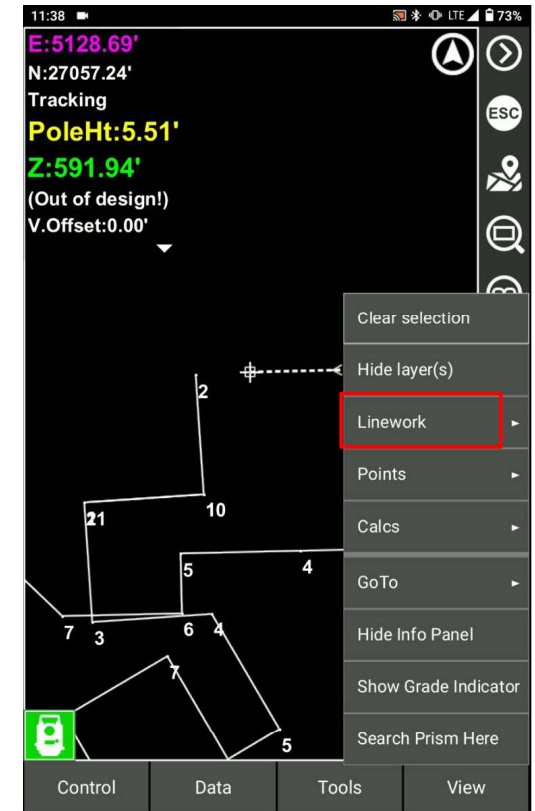 11:38
LTE 73%
E:5128.69'
N:27057.24'
Tracking
PoleHt:5.51'
Z:591.94'
(Out of design!)
V.Offset:0.00'
ESC
Clear selection
Hide layer(s)
Linework
Points
Calcs
GoTo
Hide Info Panel
Show Grade Indicator
Search Prism Here
2
10
5
4
7
3
6
4
7
5
Control
Data
Tools
View